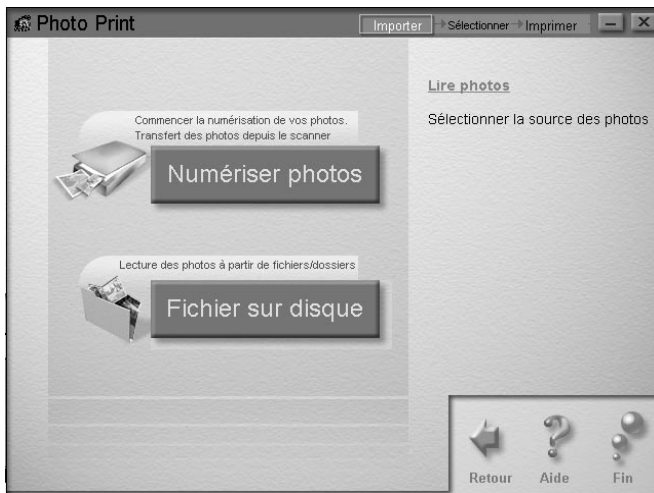 Photo Print
Importer Sélectionner Imprimer
Lire photos
Sélectionner la source des photos
Commencer la numérisation de vos photos.
Transfert des photos depuis le scanner
Numériser photos
Lecture des photos à partir de fichiers/dossiers
Fichier sur disque
Retour Aide Fin